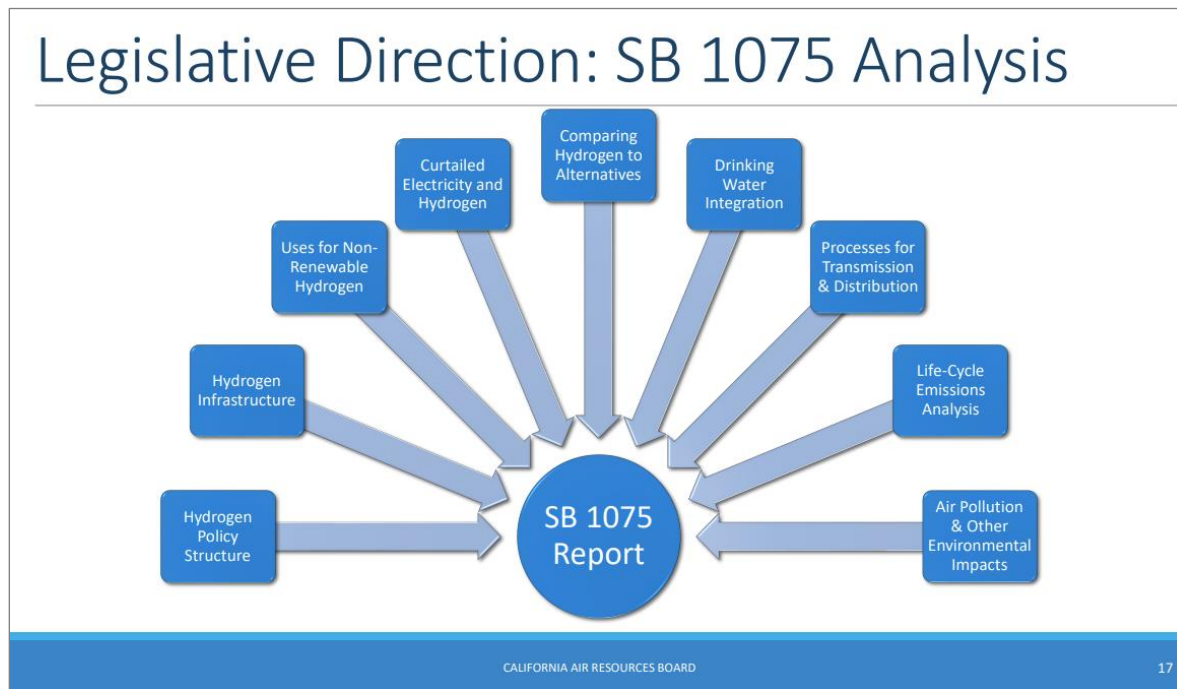 Legislative Direction: SB 1075 Analysis
Comparing
Hydrogen to
Alternatives
Curtailed
Electricity and
Hydrogen
Drinking
Water
Integration
Uses for Non-
Renewable
Hydrogen
Processes for
Transmission
& Distribution
Hydrogen
Infrastructure
Life-Cycle
Emissions
Analysis
Hydrogen
Policy
Structure
SB 1075
Report
Air Pollution
& Other
Environmental
Impacts
CALIFORNIA AIR RESOURCES BOARD
17